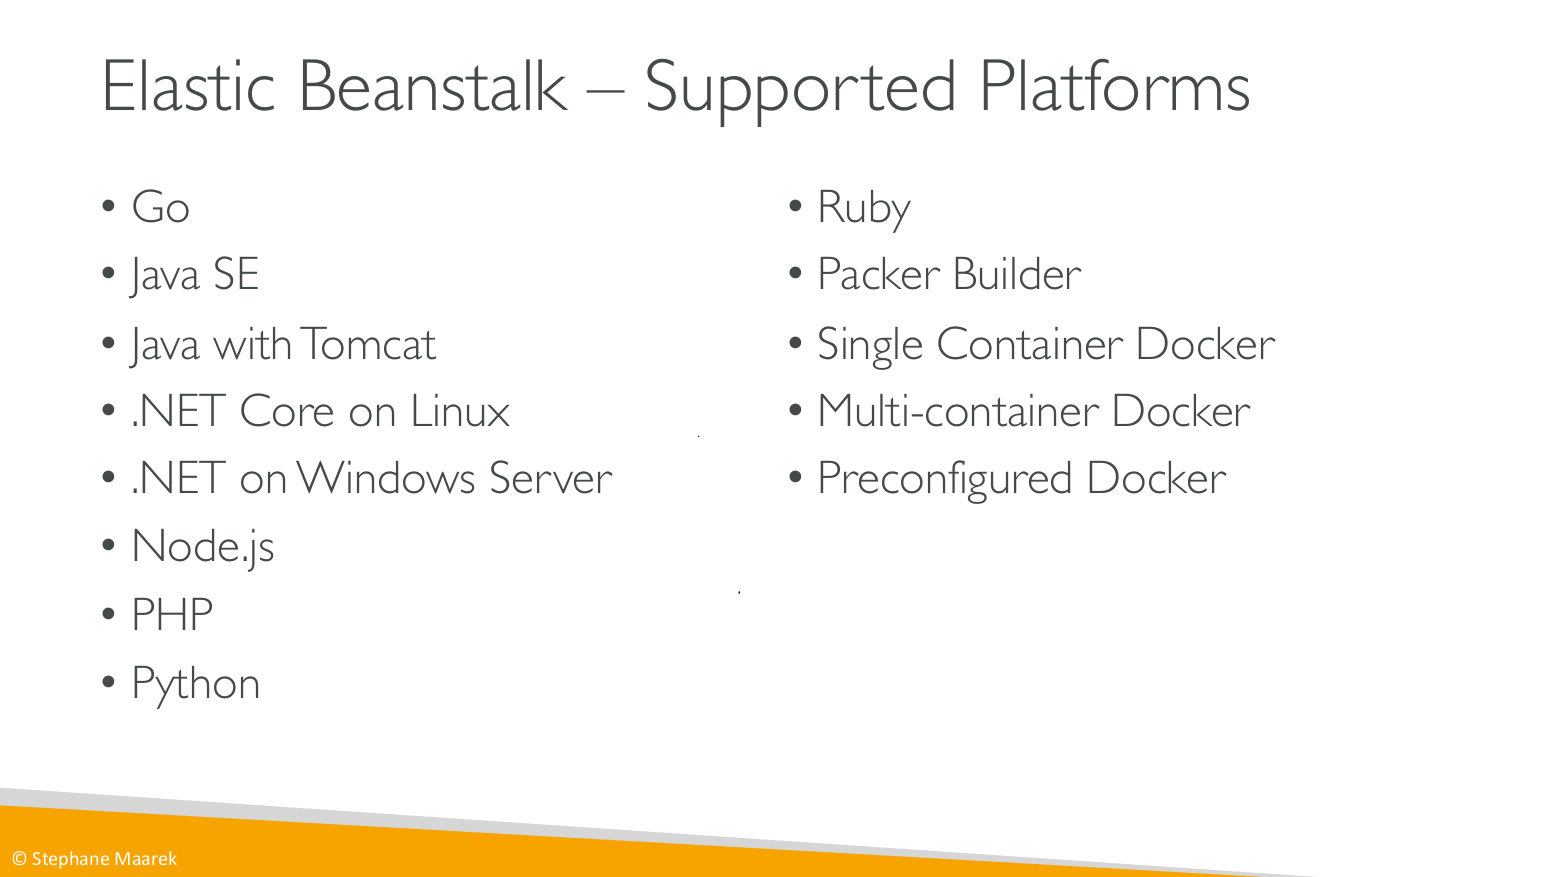 Elastic Beanstalk – Supported Platforms
• Go
• Java SE
• Java with Tomcat
• .NET Core on Linux
• .NET on Windows Server
• Node.js
• PHP
• Python
• Ruby
• Packer Builder
• Single Container Docker
• Multi-container Docker
• Preconfigured Docker
© Stephane Maarek